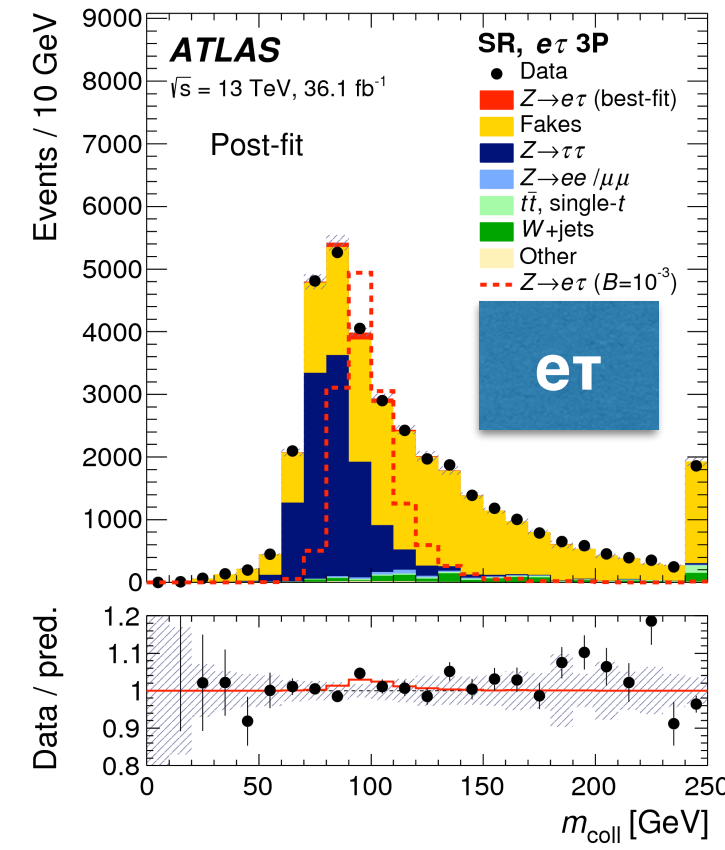 Events / 10 GeV
9000
8000
7000
6000
5000
4000
3000
2000
1000
0
ATLAS
√s = 13 TeV, 36.1 fb⁻¹
Post-fit
SR, eτ 3P
Data
Z→eτ (best-fit)
Fakes
Z→ττ
Z→ee /μμ
tt̄, single-t
W+jets
Other
Z→eτ (B=10⁻³)
eτ
Data / pred.
1.2
1.1
1
0.9
0.8
0 50 100 150 200 250
m_coll [GeV]